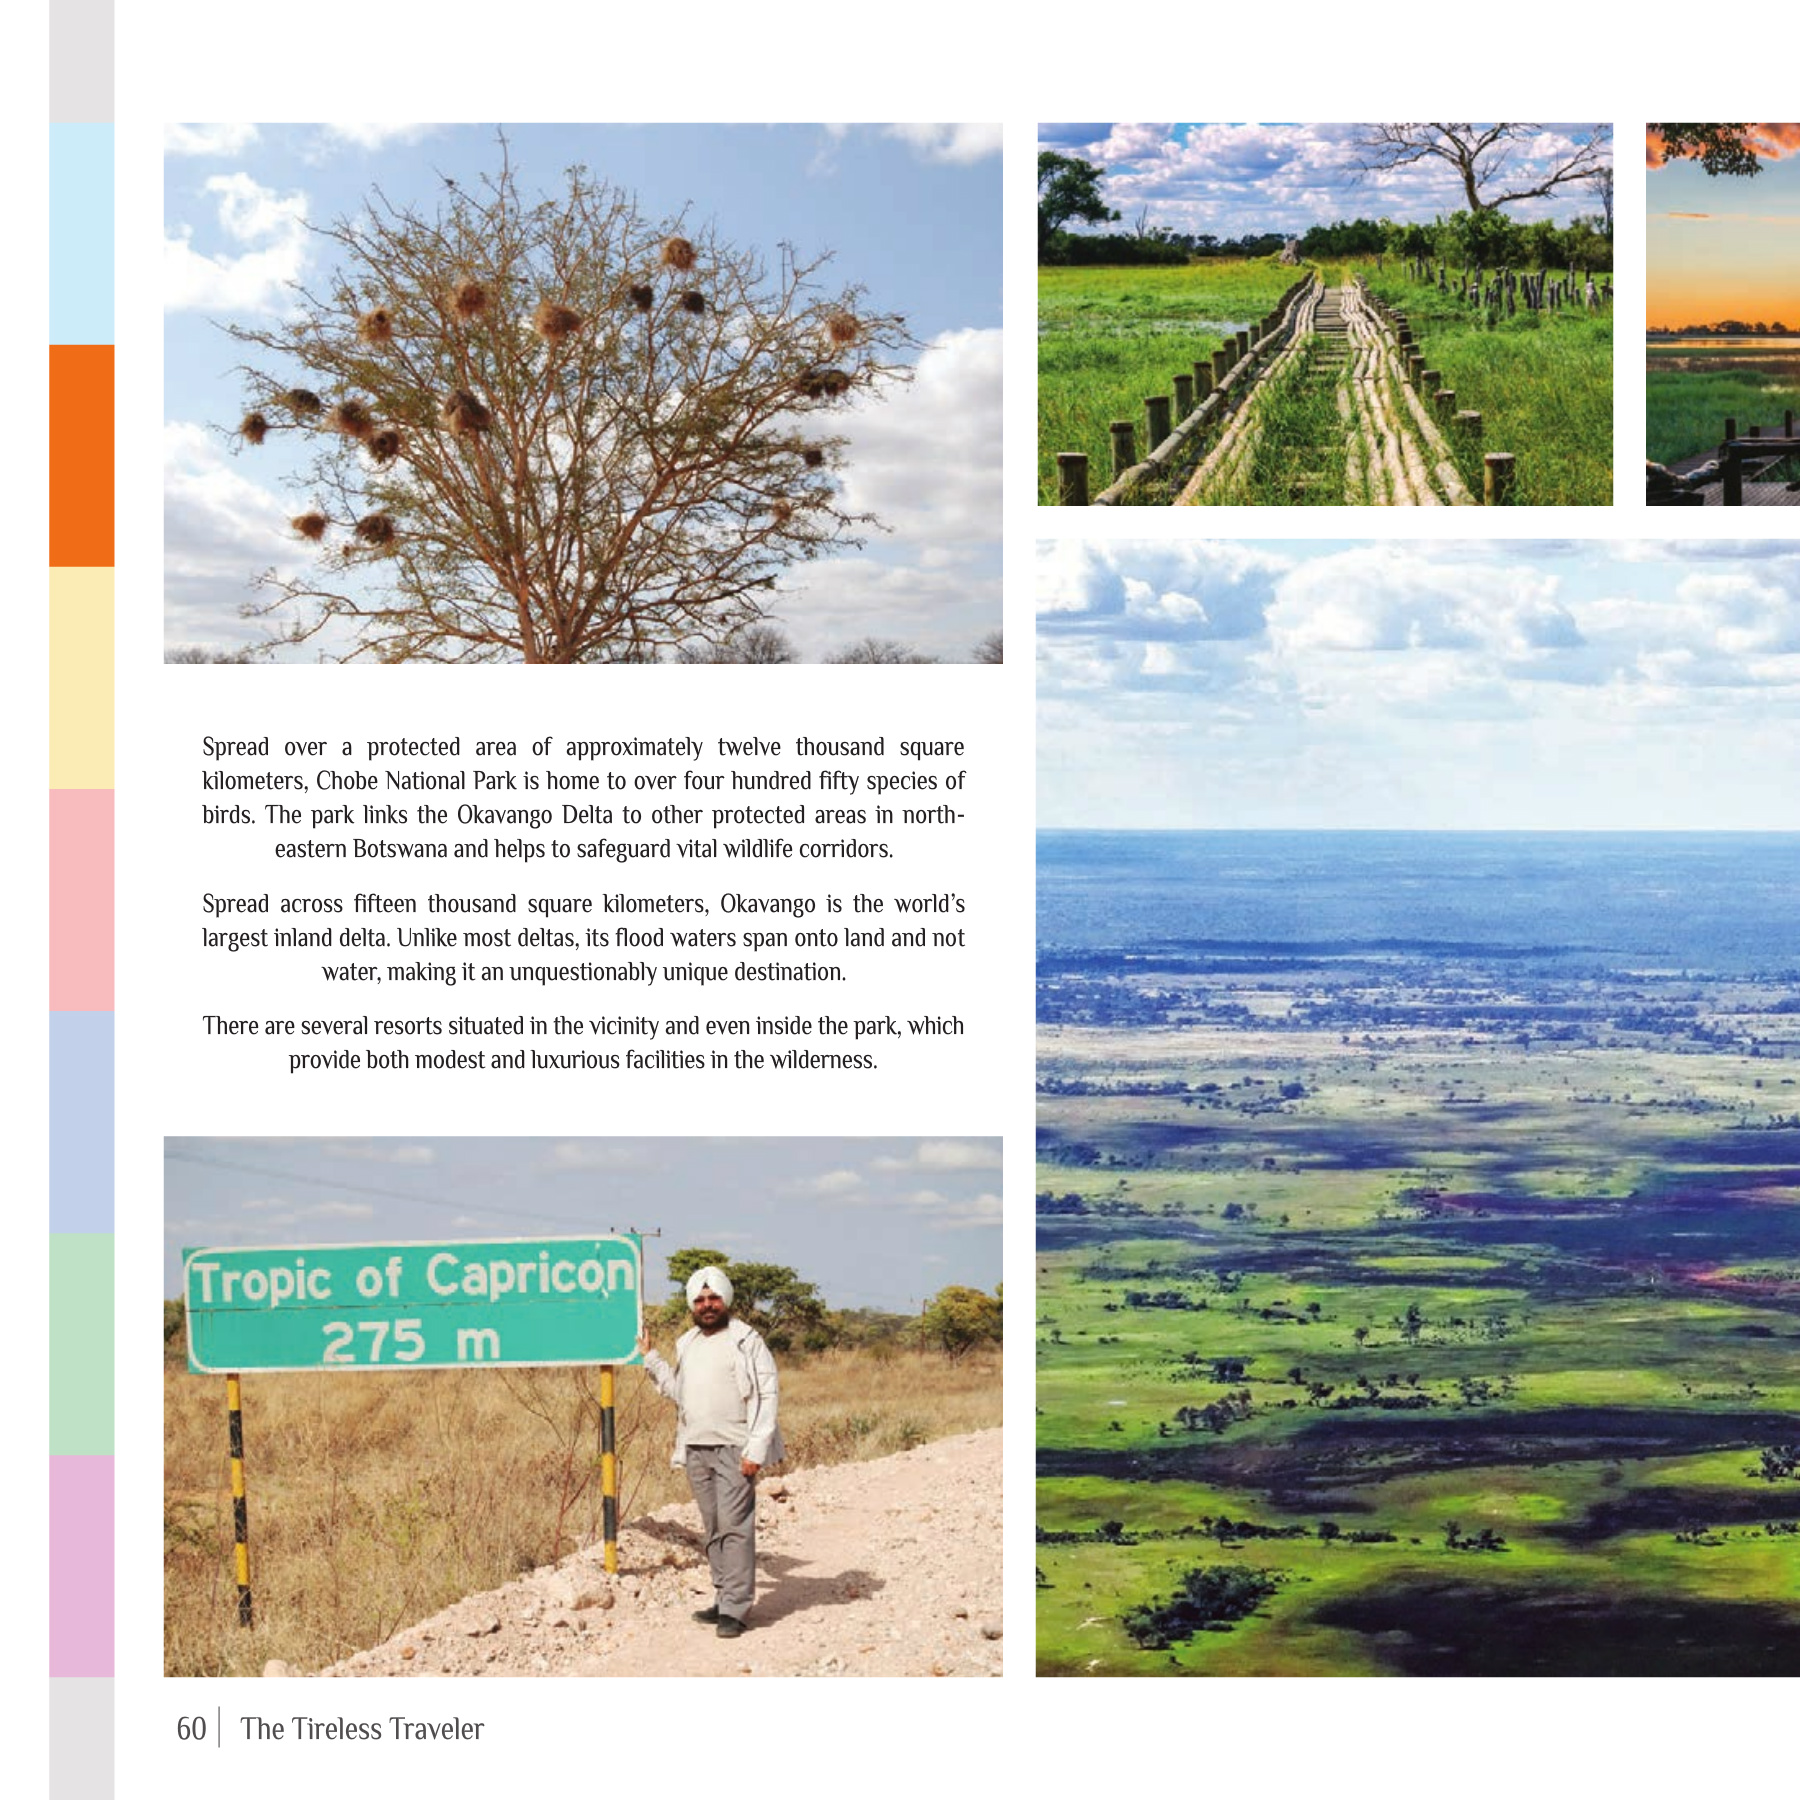 Spread over a protected area of approximately twelve thousand square
kilometers, Chobe National Park is home to over four hundred fifty species of
birds. The park links the Okavango Delta to other protected areas in north-
eastern Botswana and helps to safeguard vital wildlife corridors.
Spread across fifteen thousand square kilometers, Okavango is the world's
largest inland delta. Unlike most deltas, its flood waters span onto land and not
water, making it an unquestionably unique destination.
There are several resorts situated in the vicinity and even inside the park, which
provide both modest and luxurious facilities in the wilderness.
Tropic of Capricon
275 m
60 | The Tireless Traveler